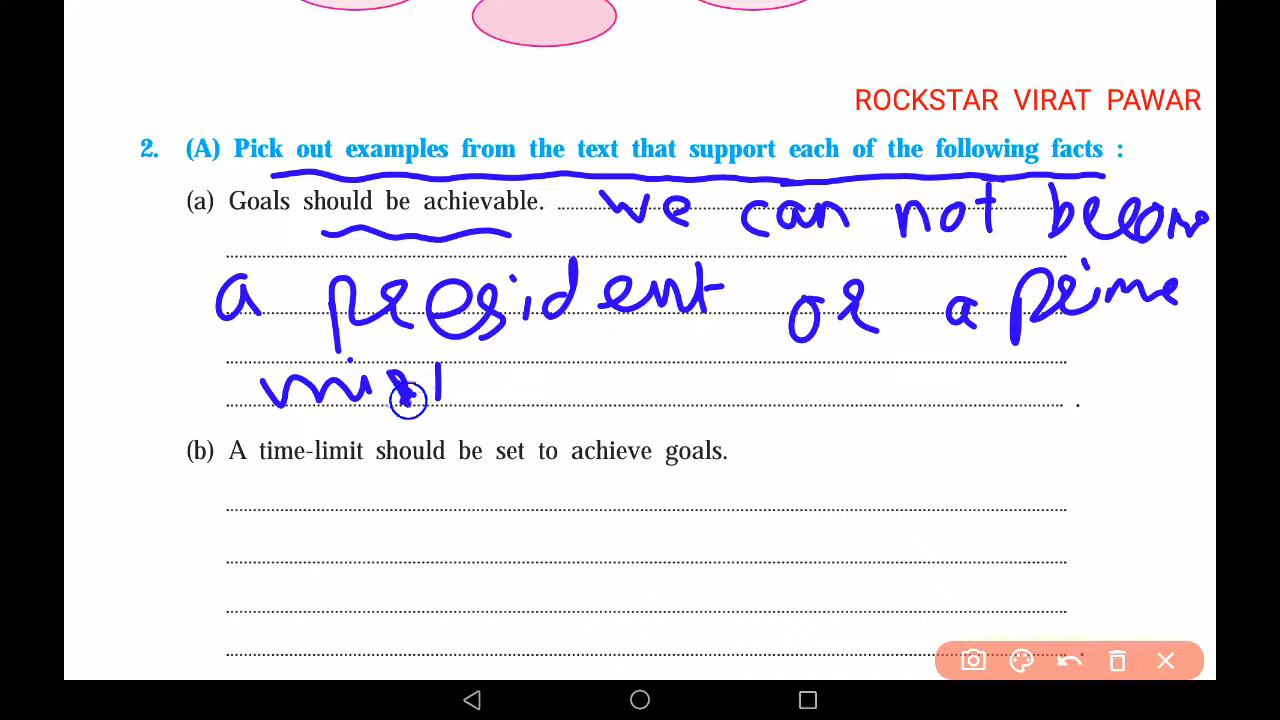 ROCKSTAR VIRAT PAWAR
2. (A) Pick out examples from the text that support each of the following facts :
(a) Goals should be achievable. we can not become
a president or a prime
(b) A time-limit should be set to achieve goals.